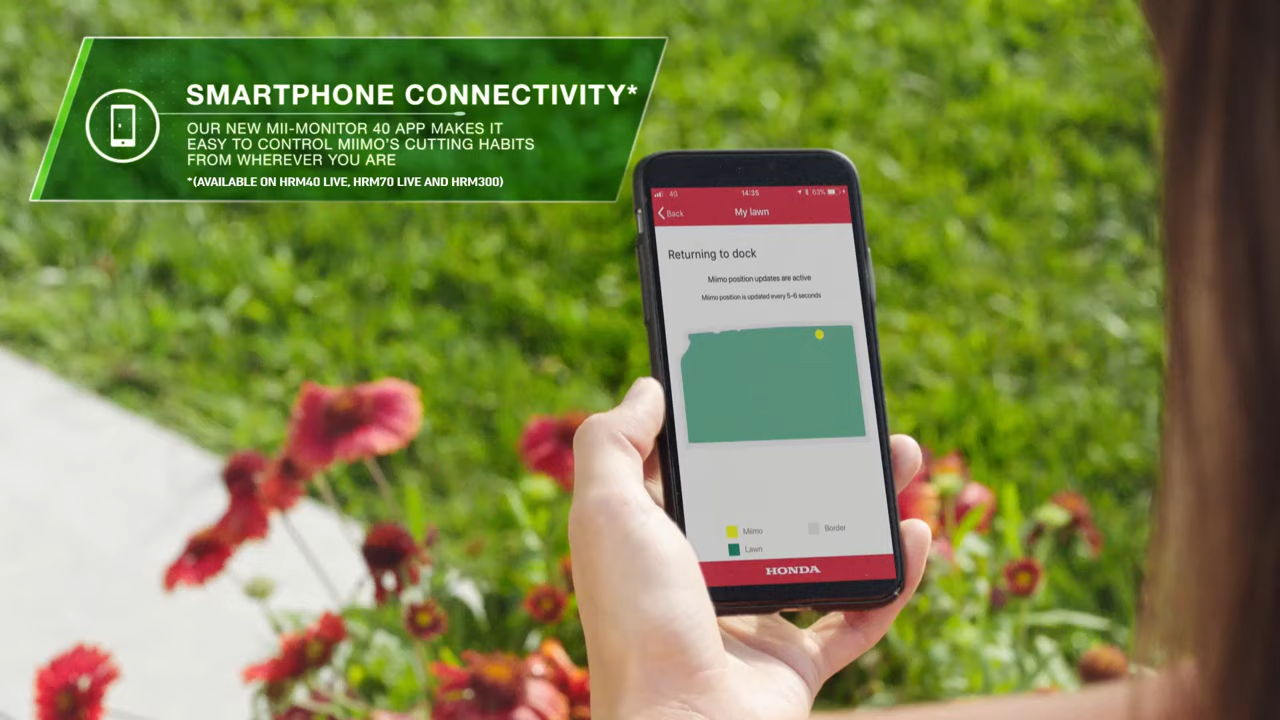 SMARTPHONE CONNECTIVITY*
OUR NEW MII-MONITOR 40 APP MAKES IT
EASY TO CONTROL MIIMO'S CUTTING HABITS
FROM WHEREVER YOU ARE
*(AVAILABLE ON HRM40 LIVE, HRM70 LIVE AND HRM300)
4G 14:35 63%
Back My lawn
Returning to dock
Miimo position updates are active
Miimo position is updated every 5-6 seconds
Miimo Border
Lawn
HONDA